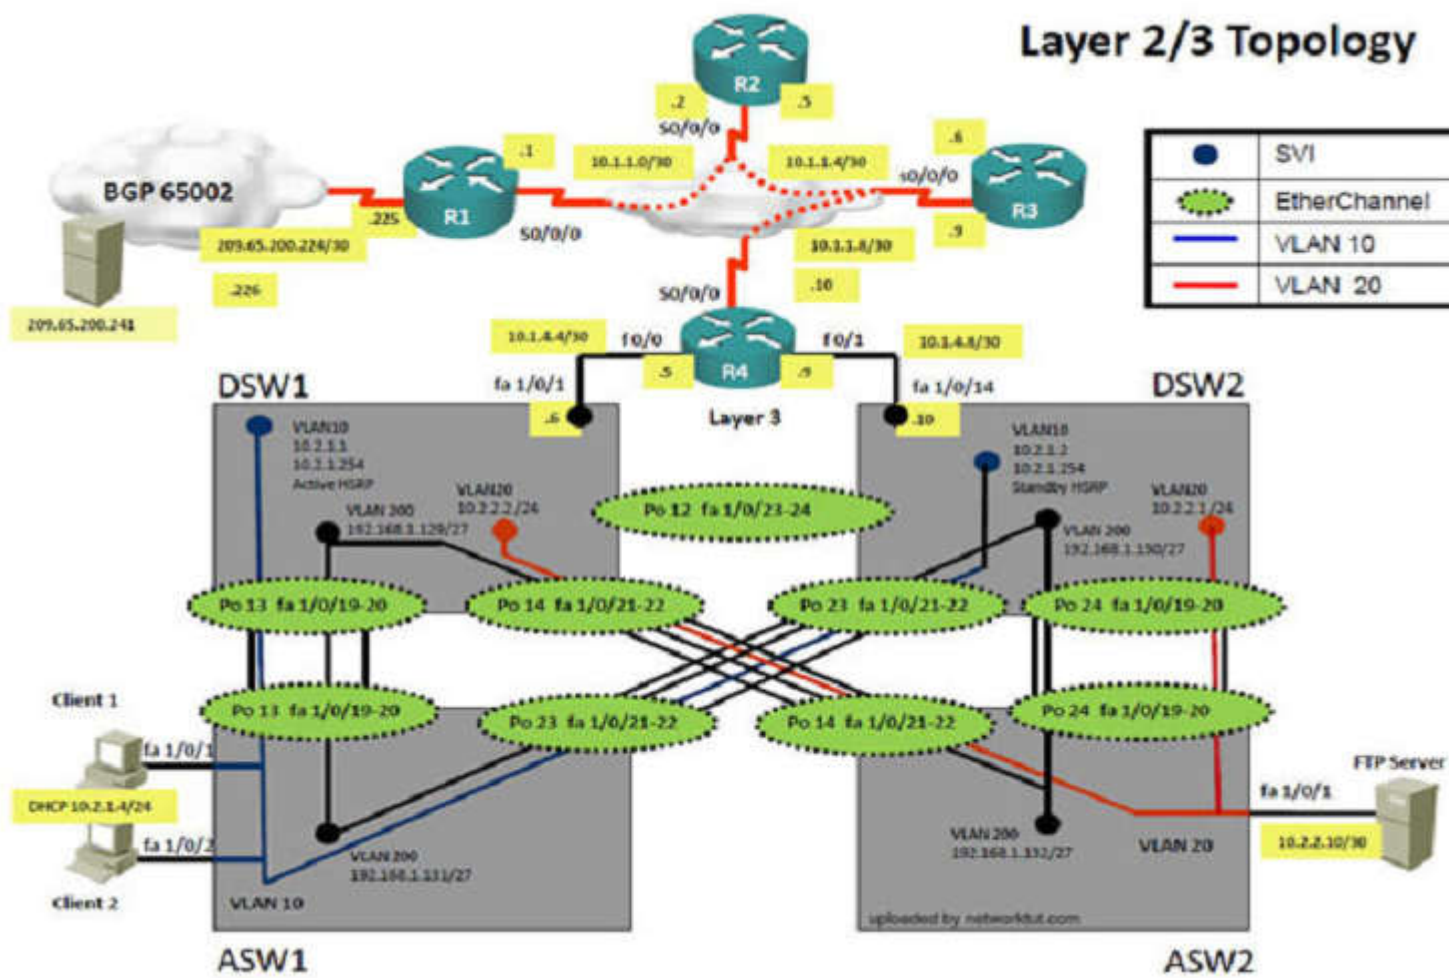 Layer 2/3 Topology
R2
.2
.5
S0/0/0
10.1.1.0/30
10.1.1.4/30
.6
s0/0/0
R3
.9
SVI
EtherChannel
VLAN 10
VLAN 20
BGP 65002
.1
R1
.225
S0/0/0
209.65.200.224/30
.226
209.65.200.241
10.1.1.8/30
.10
S0/0/0
10.1.4.4/30
f0/0
f0/1
10.1.4.8/30
R4
.5
.9
fa 1/0/1
fa 1/0/14
DSW1
DSW2
.6
Layer 3
.10
VLAN10
10.2.1.1
10.2.1.254
Active HSRP
VLAN10
10.2.1.2
10.2.1.254
Standby HSRP
VLAN20
10.2.2.2/24
VLAN20
10.2.2.1/24
VLAN 200
192.168.1.129/27
Po 12 fa 1/0/23-24
VLAN 200
192.168.1.130/27
Po 13 fa 1/0/19-20
Po 14 fa 1/0/21-22
Po 23 fa 1/0/21-22
Po 24 fa 1/0/19-20
Po 13 fa 1/0/19-20
Po 23 fa 1/0/21-22
Po 14 fa 1/0/21-22
Po 24 fa 1/0/19-20
Client 1
fa 1/0/1
DHCP 10.2.1.4/24
fa 1/0/2
Client 2
VLAN 200
192.168.1.131/27
VLAN 10
VLAN 200
192.168.1.132/27
VLAN 20
FTP Server
fa 1/0/1
10.2.2.10/30
uploaded by networktut.com
ASW1
ASW2